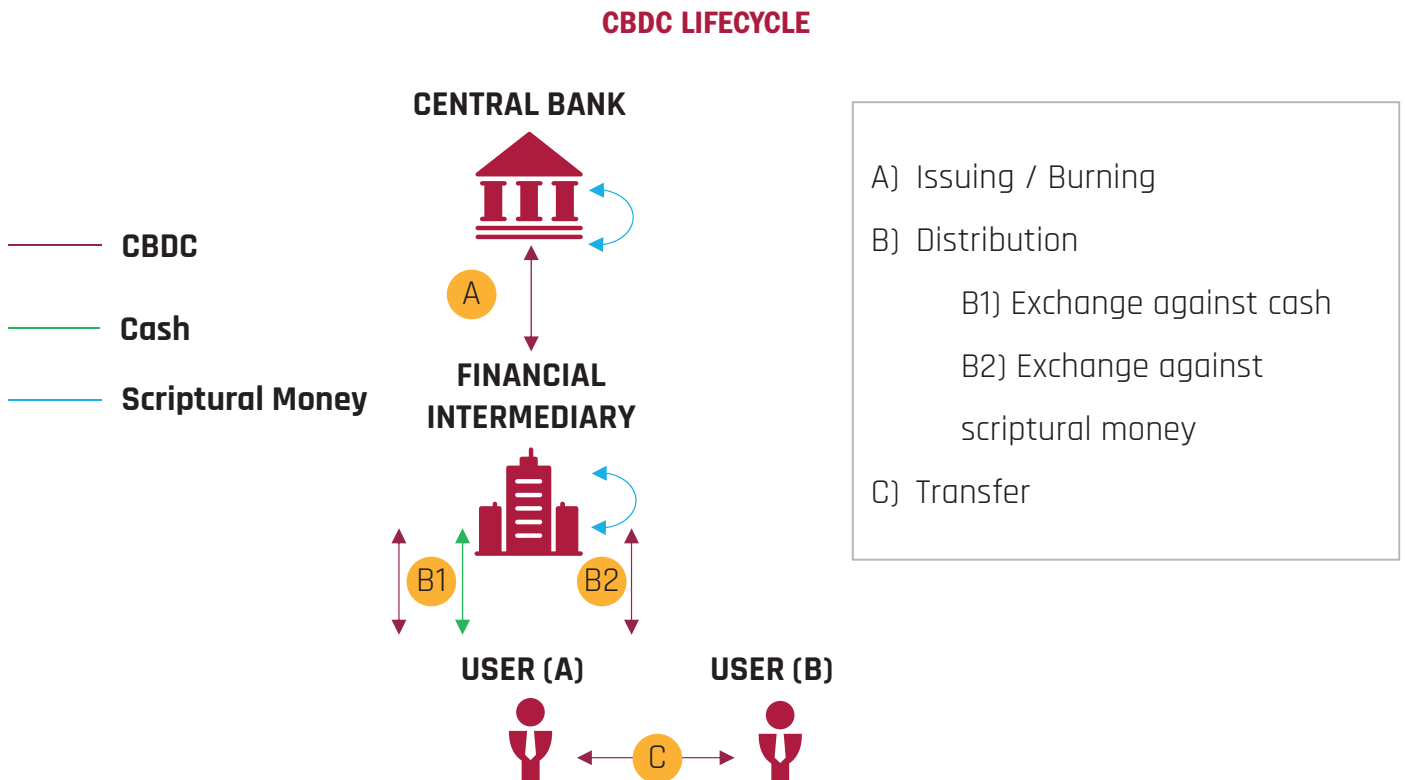 CBDC LIFECYCLE
CENTRAL BANK
CBDC
Cash
Scriptural Money
A
FINANCIAL
INTERMEDIARY
B1
B2
USER (A)
USER (B)
C
A) Issuing / Burning
B) Distribution
B1) Exchange against cash
B2) Exchange against
scriptural money
C) Transfer